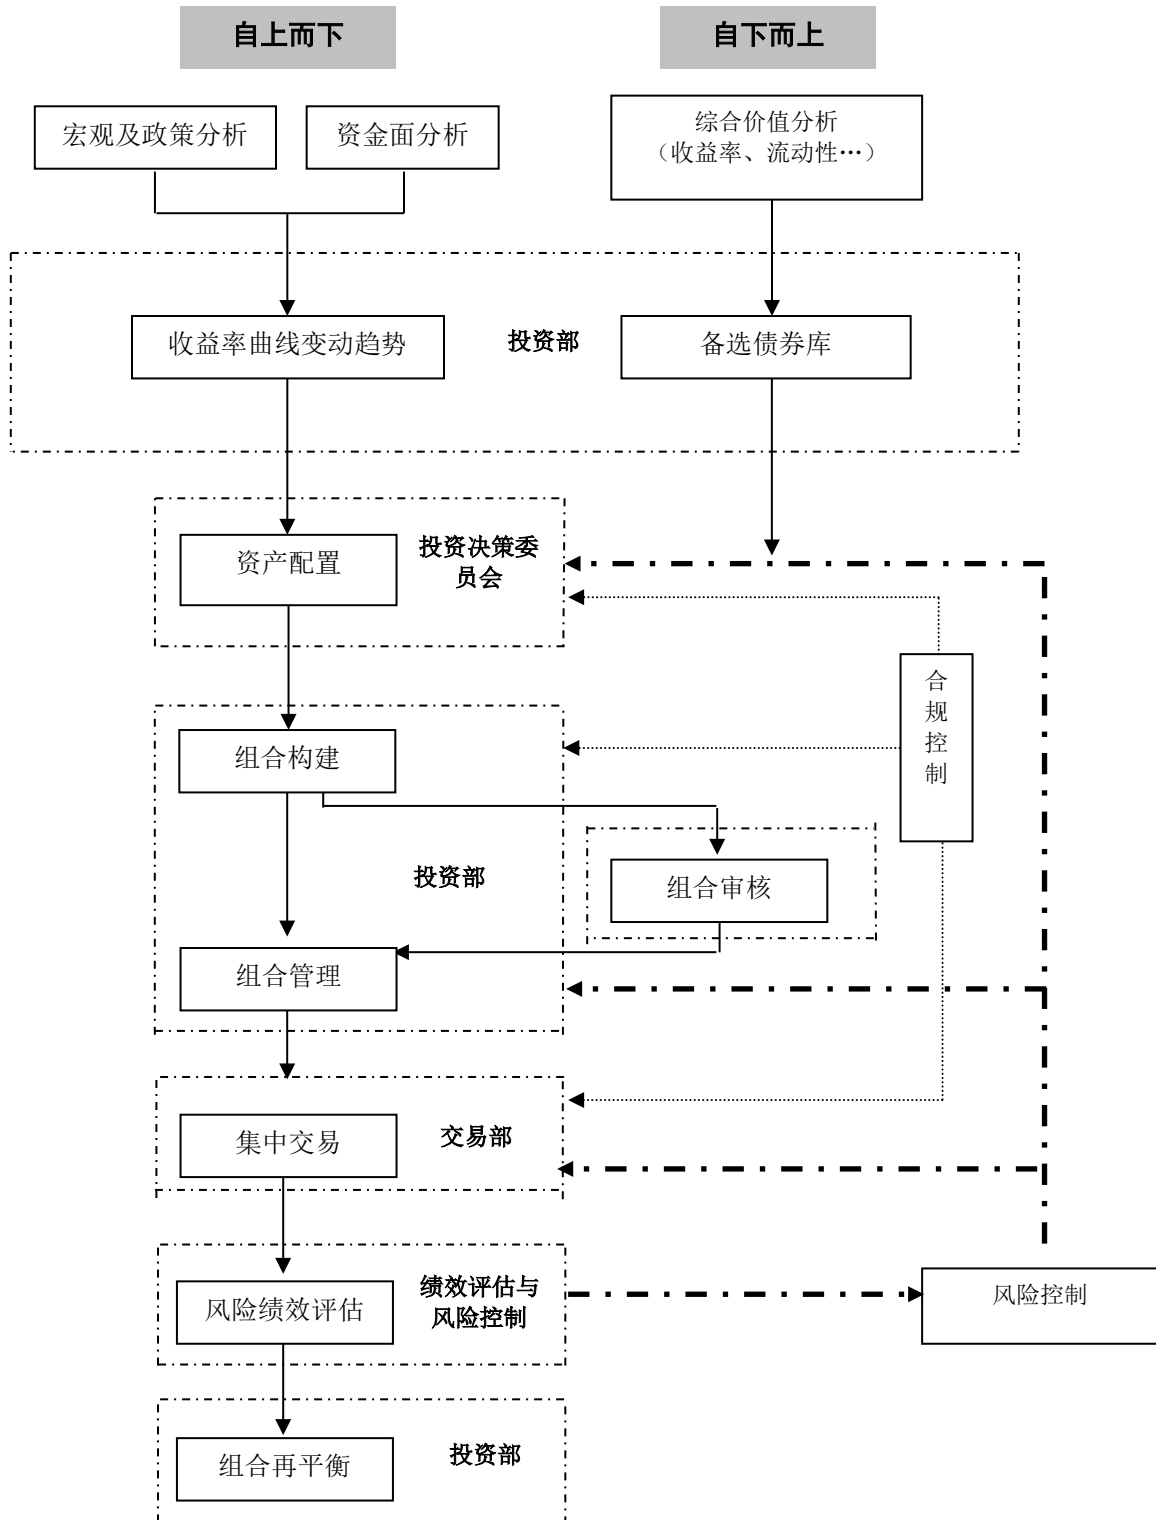 自上而下
自下而上
宏观及政策分析
资金面分析
综合价值分析
（收益率、流动性…）
收益率曲线变动趋势
投资部
备选债券库
资产配置
投资决策委
员会
合
规
控
制
组合构建
投资部
组合审核
组合管理
集中交易
交易部
风险绩效评估
绩效评估与
风险控制
风险控制
组合再平衡
投资部